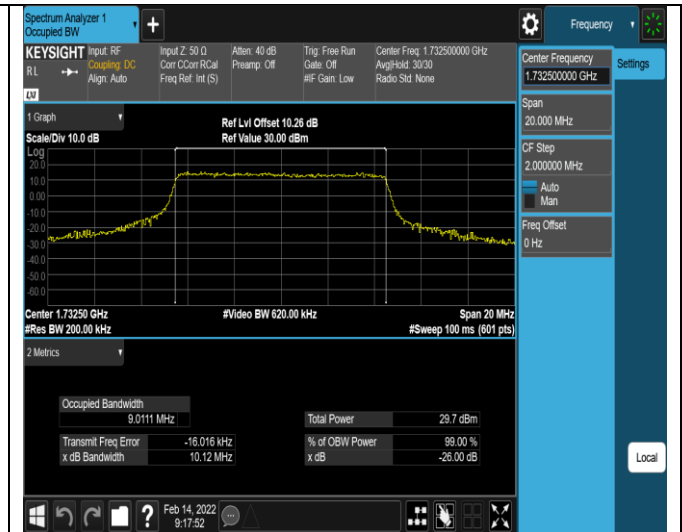 Spectrum Analyzer 1
Occupied BW
Frequency
KEYSIGHT
RL
Input: RF
Coupling: DC
Align: Auto
Input Z: 50 Ω
Corr CCorr RCal
Freq Ref: Int (S)
Atten: 40 dB
Preamp: Off
Trig: Free Run
Gate: Off
#IF Gain: Low
Center Freq: 1.732500000 GHz
Avg|Hold: 30/30
Radio Std: None
LXI
1 Graph
Scale/Div 10.0 dB
Ref Lvl Offset 10.26 dB
Ref Value 30.00 dBm
Log
20.0
10.0
0.00
-10.0
-20.0
-30.0
-40.0
-50.0
-60.0
Center 1.73250 GHz
#Res BW 200.00 kHz
#Video BW 620.00 kHz
Span 20 MHz
#Sweep 100 ms (601 pts)
2 Metrics
Occupied Bandwidth
9.0111 MHz
Total Power 29.7 dBm
Transmit Freq Error -16.016 kHz
% of OBW Power 99.00 %
x dB Bandwidth 10.12 MHz
x dB -26.00 dB
Center Frequency
1.732500000 GHz
Settings
Span
20.000 MHz
CF Step
2.000000 MHz
Auto
Man
Freq Offset
0 Hz
Local
?
Feb 14, 2022
9:17:52